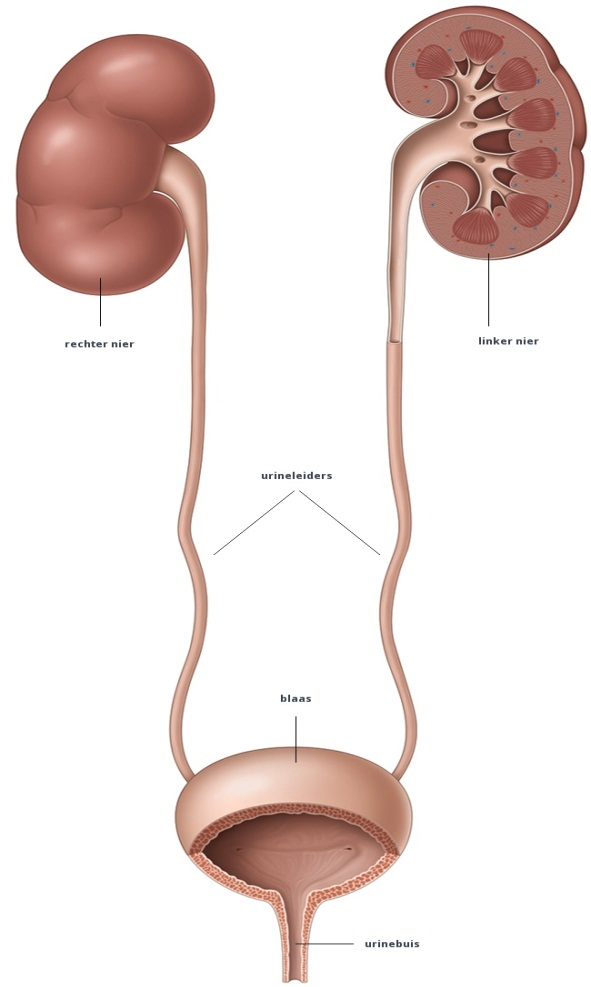 rechter nier
linker nier
urineleiders
blaas
urinebuis